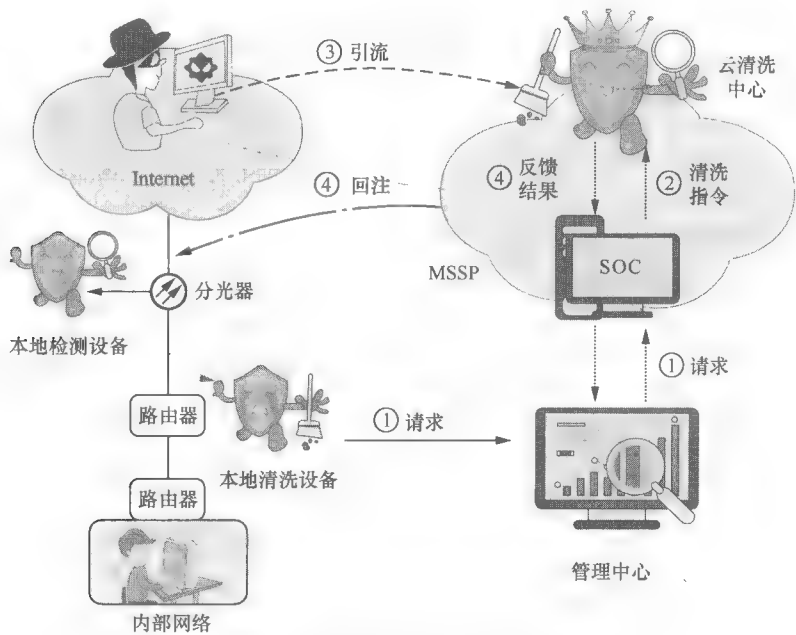 ③ 引流
云清洗
中心
Internet
④ 回注
④ 反馈
结果
② 清洗
指令
MSSP
SOC
分光器
本地检测设备
① 请求
路由器
① 请求
本地清洗设备
路由器
管理中心
内部网络